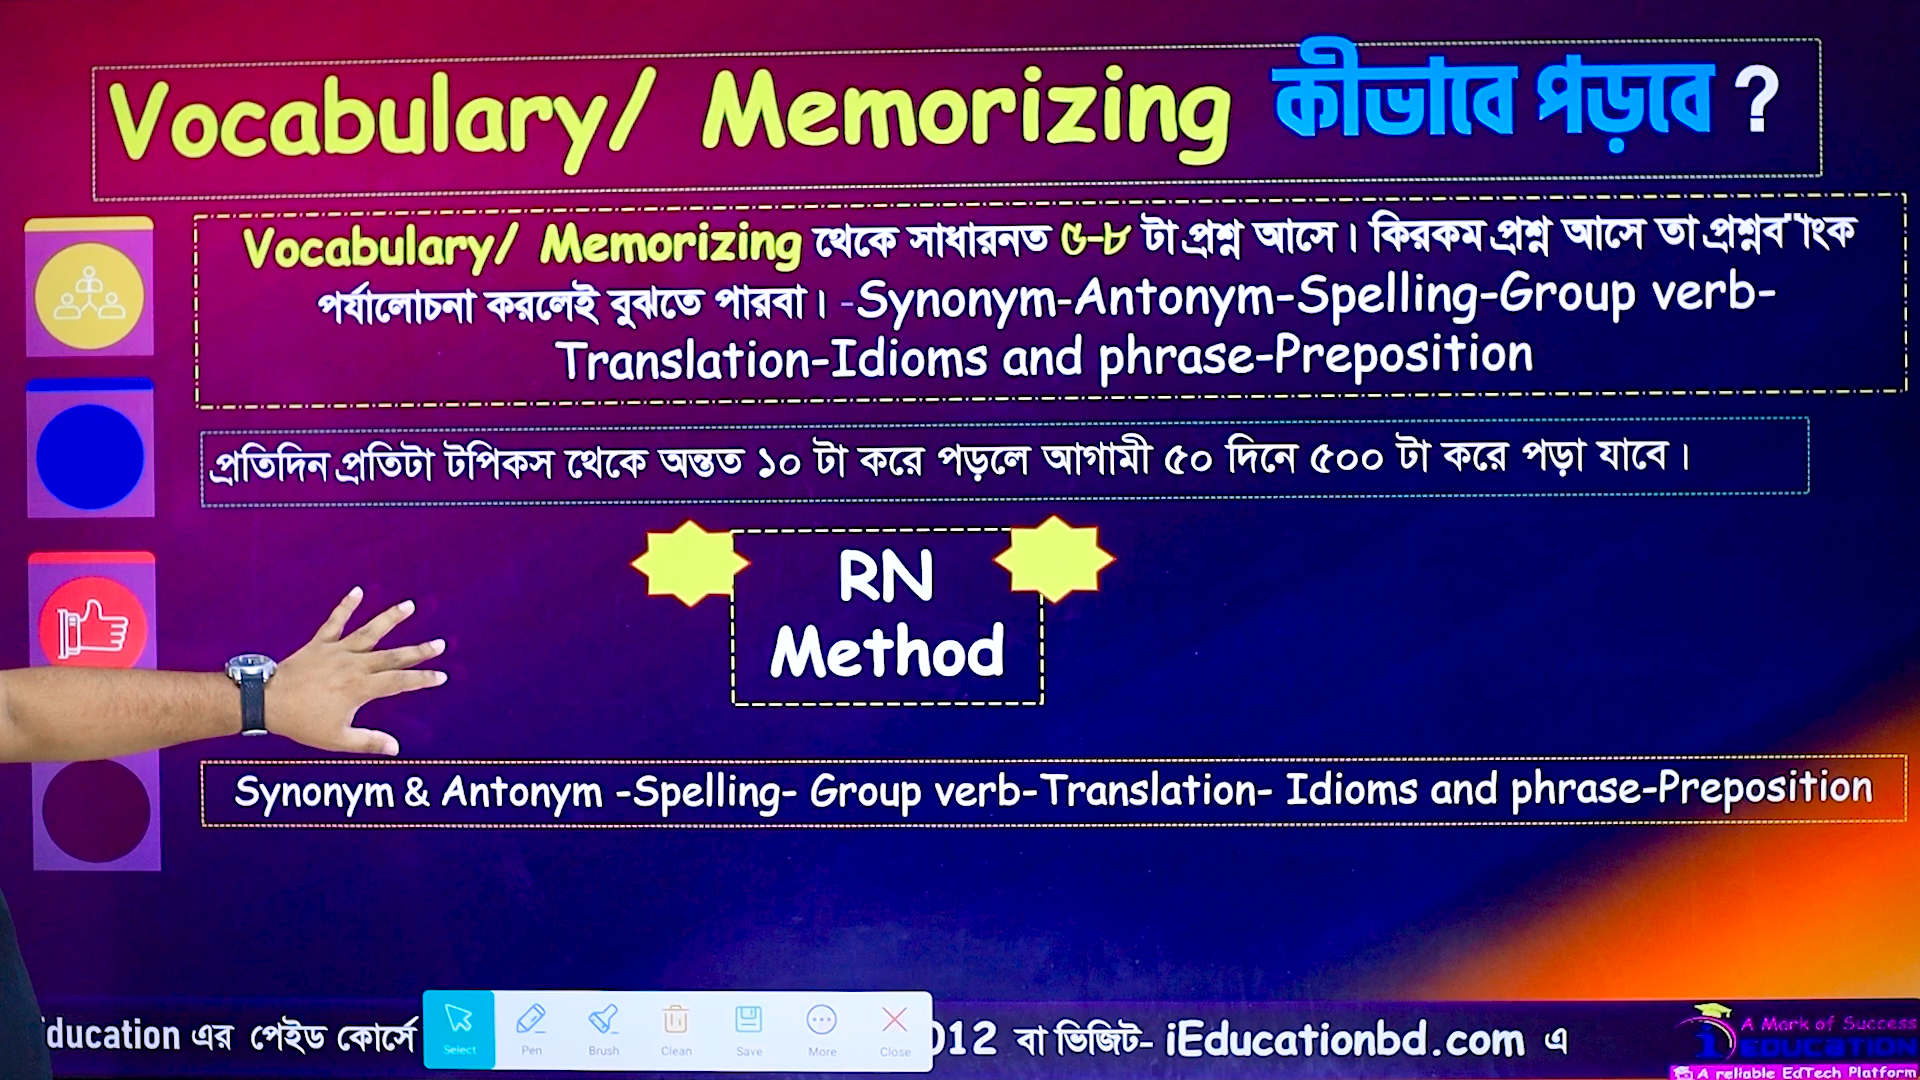 Vocabulary/ Memorizing কীভাবে পড়বে ?
Vocabulary/ Memorizing থেকে সাধারনত ৫-৮ টা প্রশ্ন আসে। কিরকম প্রশ্ন আসে তা প্রশ্নব্যাংক
পর্যালোচনা করলেই বুঝতে পারবা। -Synonym-Antonym-Spelling-Group verb-
Translation-Idioms and phrase-Preposition
প্রতিদিন প্রতিটা টপিকস থেকে অন্তত ১০ টা করে পড়লে আগামী ৫০ দিনে ৫০০ টা করে পড়া যাবে।
RN
Method
Synonym & Antonym -Spelling- Group verb-Translation- Idioms and phrase-Preposition
ducation এর পেইড কোর্সে
012 বা ভিজিট- iEducationbd.com এ
Select Pen Brush Clean Save More Close
A Mark of Success
iEDUCATION
A reliable EdTech Platform